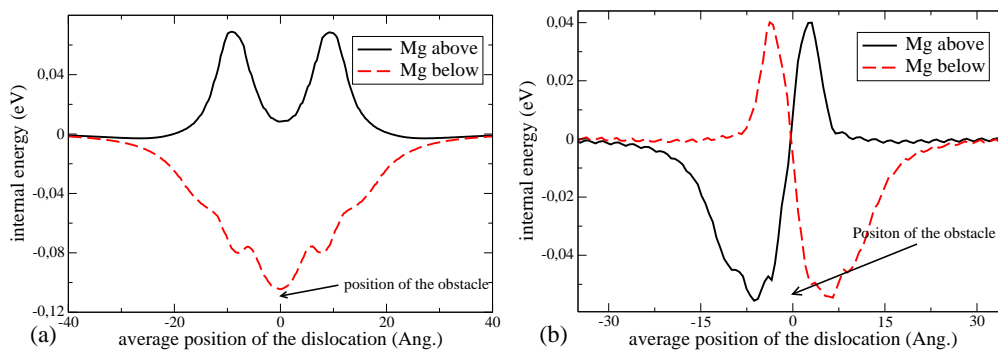 (a)
internal energy (eV)
0,04
0
-0,04
-0,08
-0,12
Mg above
Mg below
position of the obstacle
-40
-20
0
20
40
average position of the dislocation (Ang.)
(b)
internal energy (eV)
0,04
0,02
0
-0.02
-0.04
Mg above
Mg below
Positon of the obstacle
-35
-15
0
15
35
average position of the dislocation (Ang.)